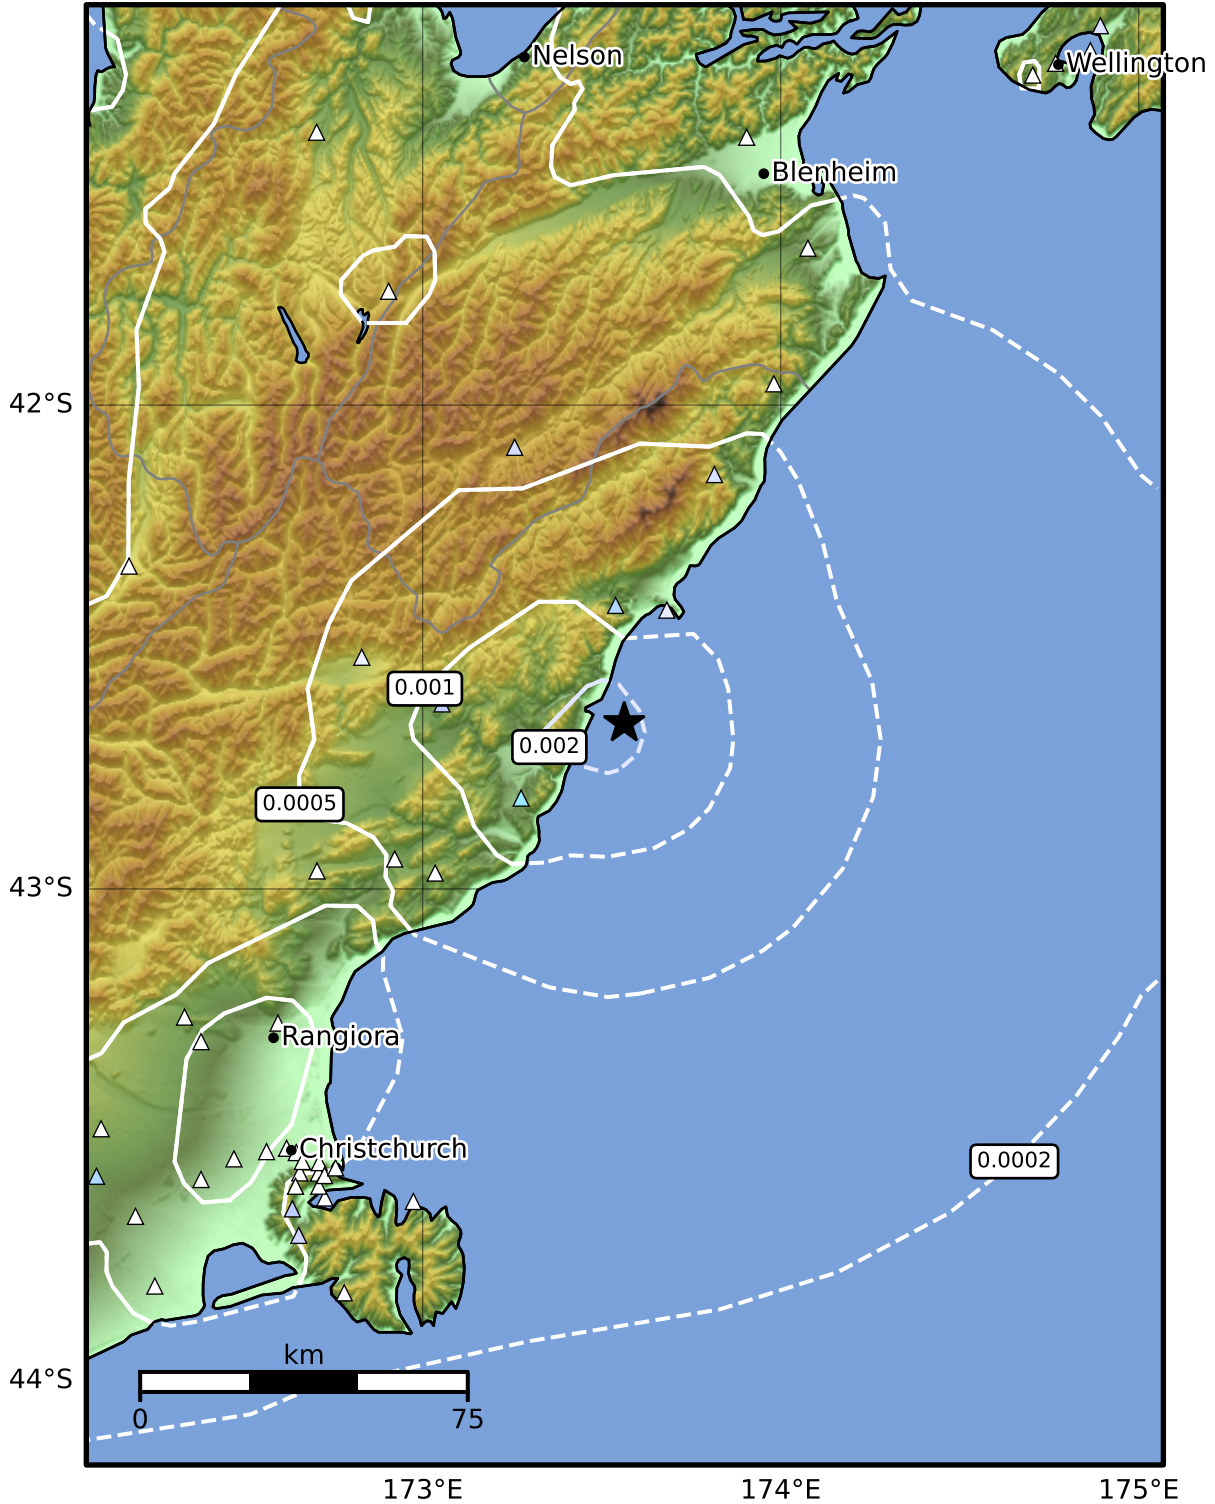 Nelson
Wellington
Blenheim
42°S
0.001
0.002
0.0005
43°S
Rangiora
Christchurch
0.0002
44°S
km
0 75
173°E 174°E 175°E